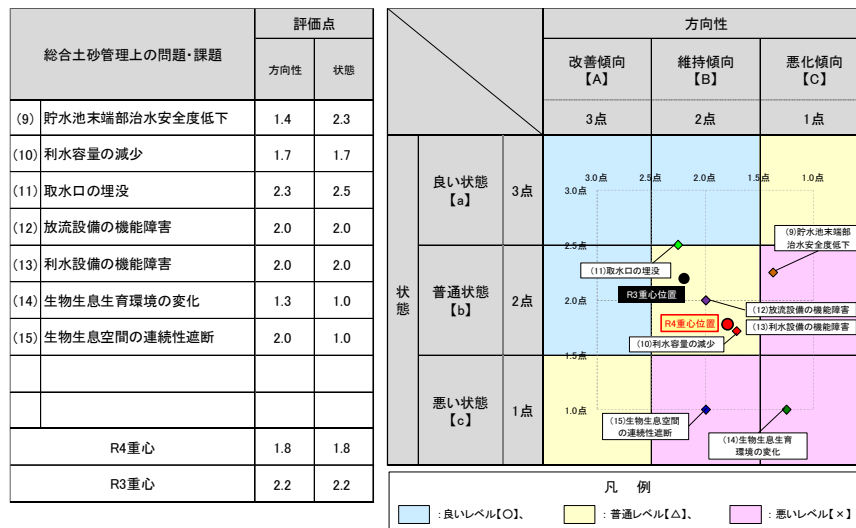 総合土砂管理上の問題・課題
評価点
方向性
状態
(9) 貯水池末端部治水安全度低下 1.4 2.3
(10) 利水容量の減少 1.7 1.7
(11) 取水口の埋没 2.3 2.5
(12) 放流設備の機能障害 2.0 2.0
(13) 利水設備の機能障害 2.0 2.0
(14) 生物生息生育環境の変化 1.3 1.0
(15) 生物生息空間の連続性遮断 2.0 1.0
R4重心 1.8 1.8
R3重心 2.2 2.2
方向性
改善傾向
【A】
維持傾向
【B】
悪化傾向
【C】
3点
2点
1点
状態
良い状態
【a】
3点
普通状態
【b】
2点
悪い状態
【c】
1点
3.0点 2.5点 2.0点 1.5点 1.0点
3.0点
2.5点
2.0点
1.5点
1.0点
(9)貯水池末端部
治水安全度低下
(11)取水口の埋没
R3重心位置
(12)放流設備の機能障害
(13)利水設備の機能障害
R4重心位置
(10)利水容量の減少
(15)生物生息空間
の連続性遮断
(14)生物生息生育
環境の変化
凡 例
:良いレベル【○】、
:普通レベル【△】、
:悪いレベル【×】